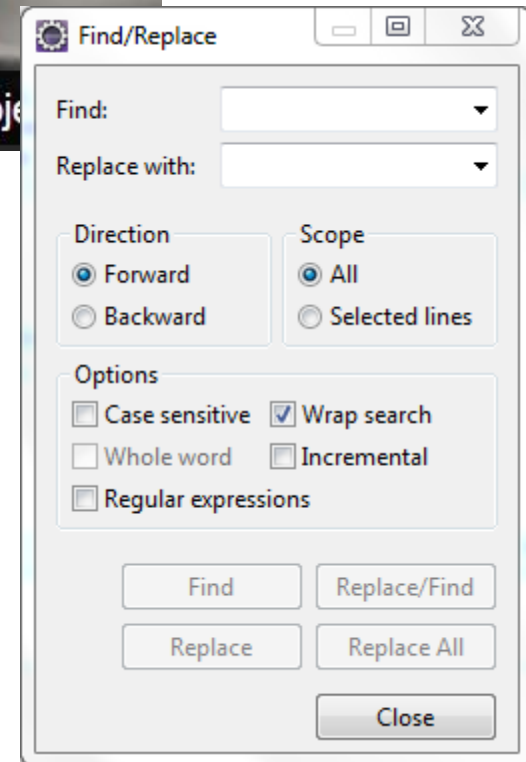 Find/Replace
oje
Find:
Replace with:
Direction
Scope
Forward
All
Backward
Selected lines
Options
Case sensitive
Wrap search
Whole word
Incremental
Regular expressions
Find
Replace/Find
Replace
Replace All
Close